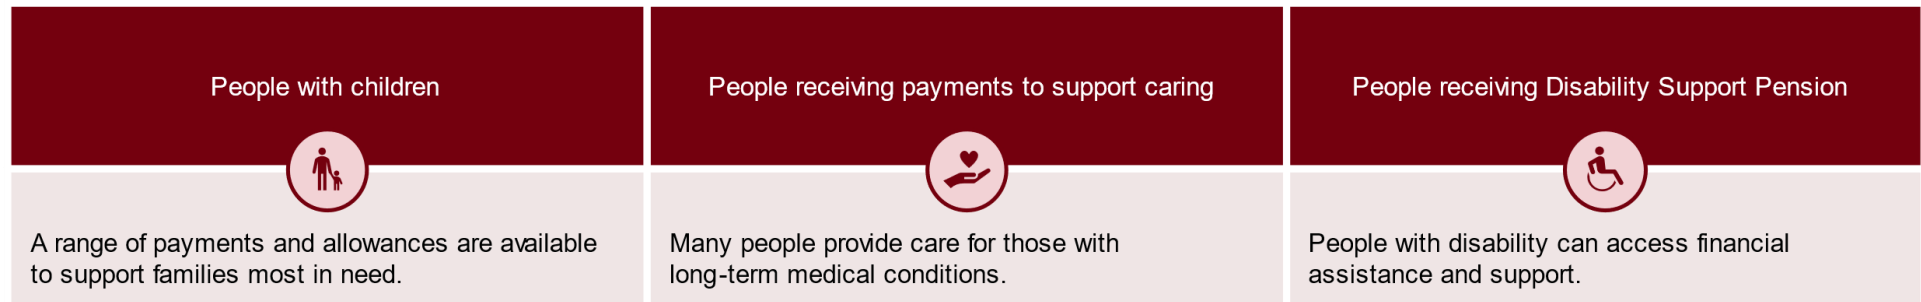 People with children
People receiving payments to support caring
People receiving Disability Support Pension
A range of payments and allowances are available
to support families most in need.
Many people provide care for those with
long-term medical conditions.
People with disability can access financial
assistance and support.